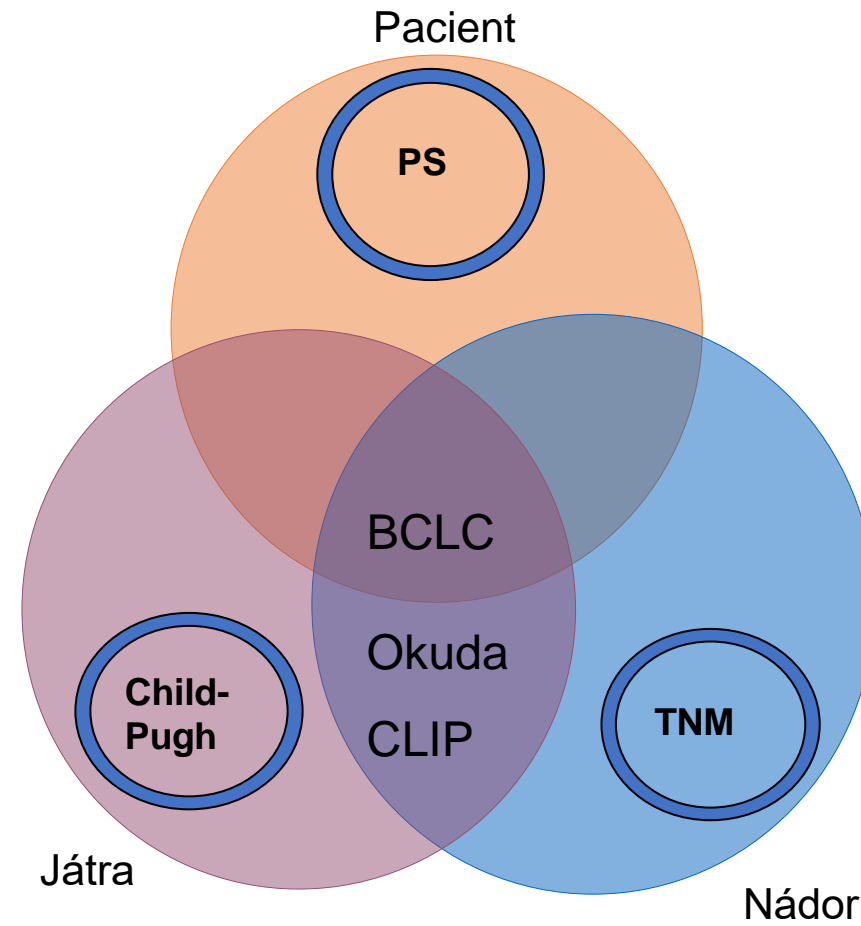 Pacient
PS
BCLC
Okuda
CLIP
Child-
Pugh
TNM
Játra
Nádor